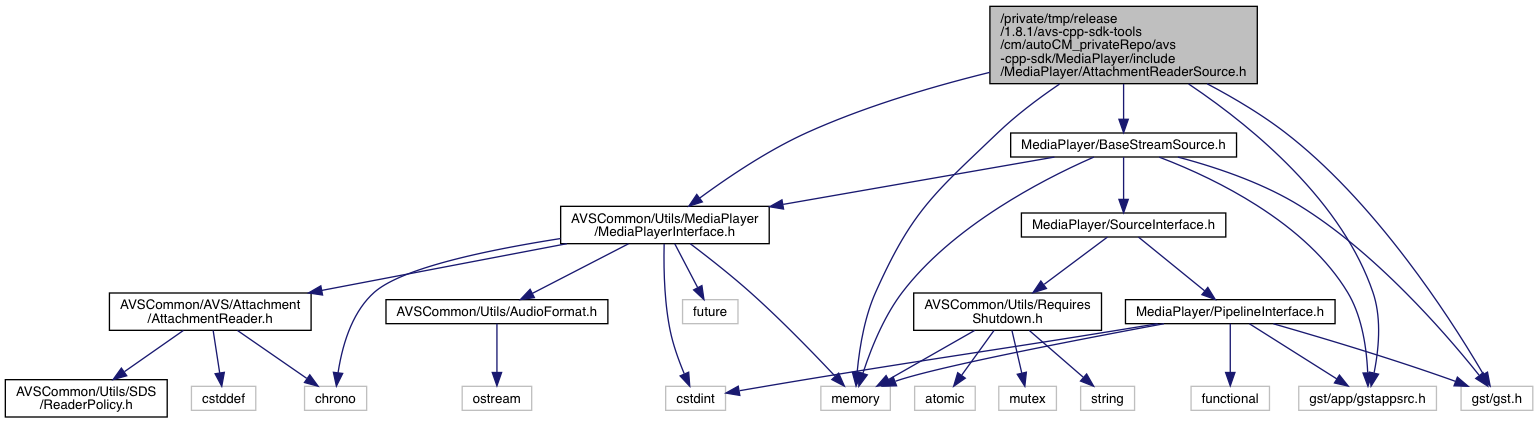 /private/tmp/release
/1.8.1/avs-cpp-sdk-tools
/cm/autoCM_privateRepo/avs
-cpp-sdk/MediaPlayer/include
/MediaPlayer/AttachmentReaderSource.h
MediaPlayer/BaseStreamSource.h
AVSCommon/Utils/MediaPlayer
/MediaPlayerInterface.h
MediaPlayer/SourceInterface.h
AVSCommon/AVS/Attachment
/AttachmentReader.h
AVSCommon/Utils/AudioFormat.h
future
AVSCommon/Utils/Requires
Shutdown.h
MediaPlayer/PipelineInterface.h
AVSCommon/Utils/SDS
/ReaderPolicy.h
cstddef
chrono
ostream
cstdint
memory
atomic
mutex
string
functional
gst/app/gstappsrc.h
gst/gst.h